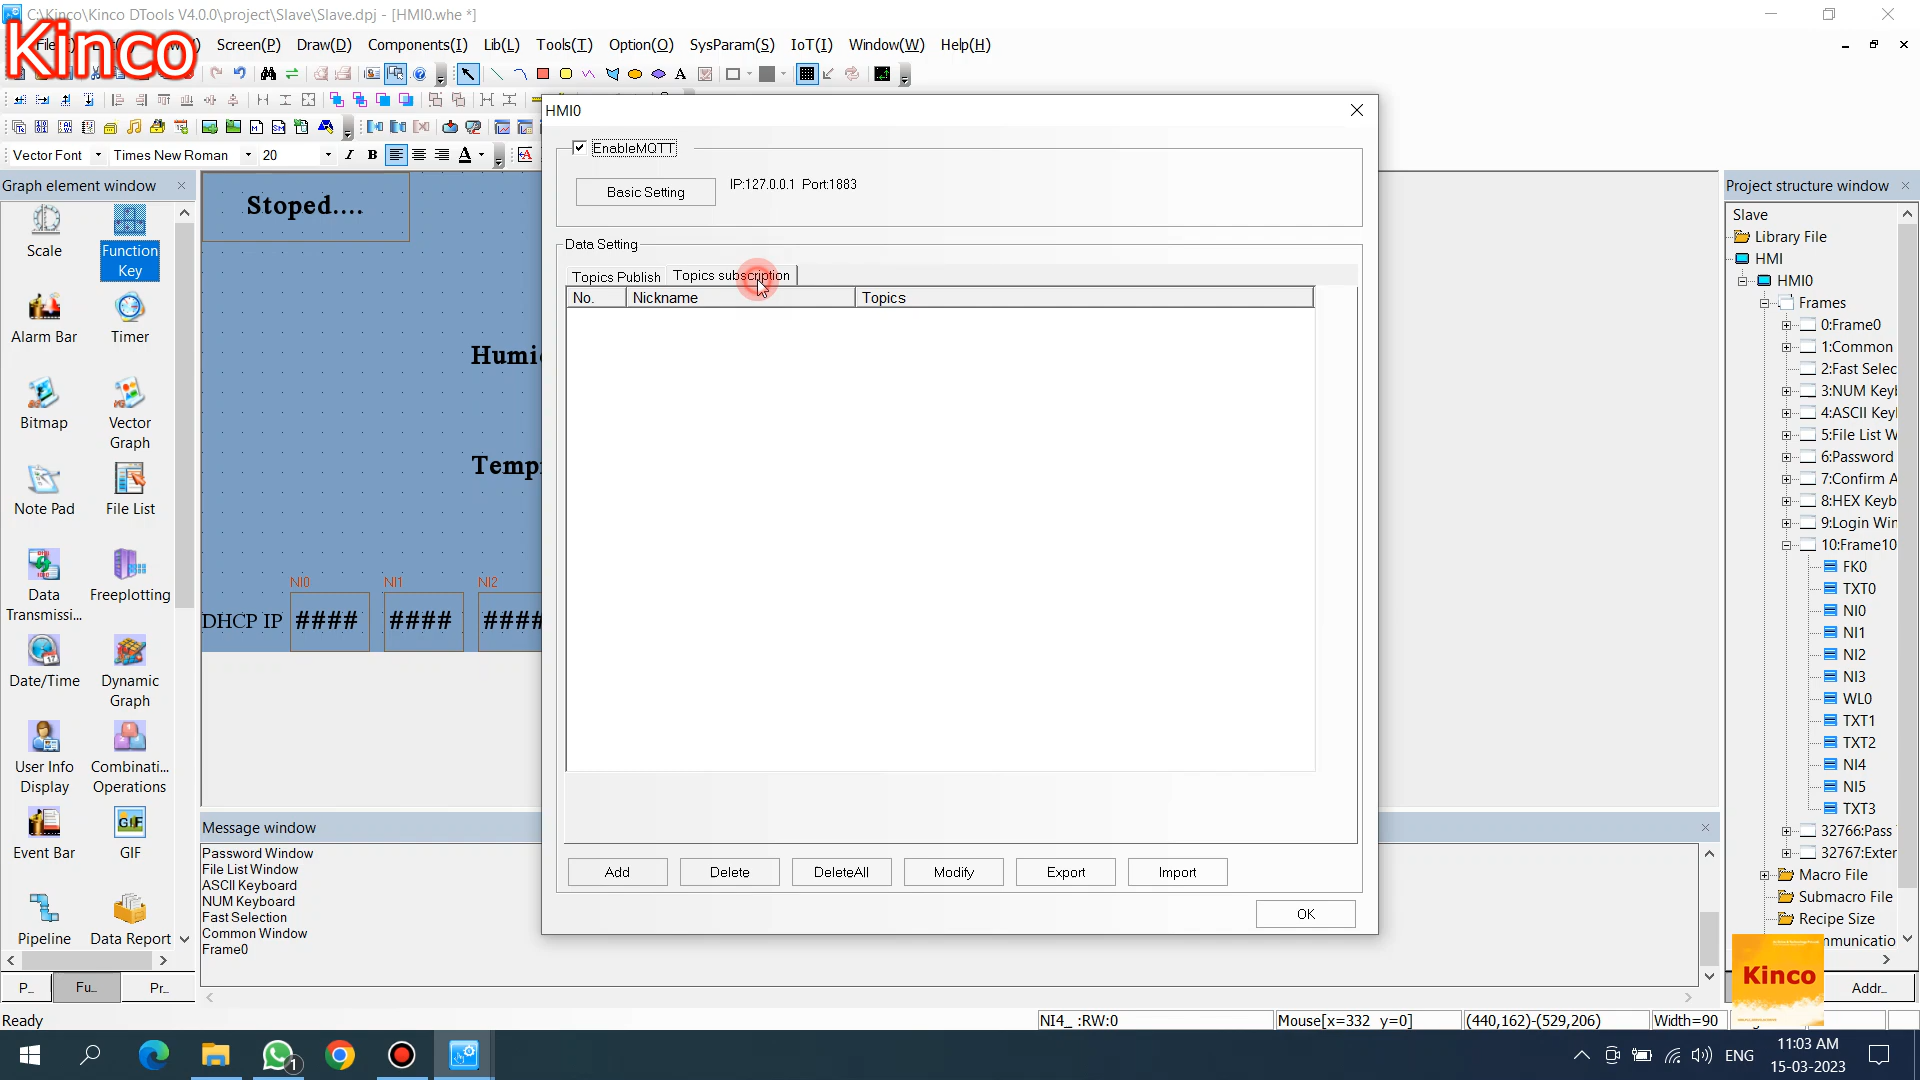 C:\Kinco\Kinco DTools V4.0.0\project\Slave\Slave.dpj - [HMI0.whe *]
Kinco
Screen(P) Draw(D) Components(I) Lib(L) Tools(T) Option(O) SysParam(S) IoT(I) Window(W) Help(H)
Vector Font Times New Roman 20
Graph element window
Scale
Function Key
Alarm Bar
Timer
Bitmap
Vector Graph
Note Pad
File List
Data Transmissi...
Freeplotting
Date/Time
Dynamic Graph
User Info Display
Combinati... Operations
Event Bar
GIF
Pipeline
Data Report
P...
Fu...
Pr...
Stoped....
Humi
Temp
NI0 NI1 NI2
DHCP IP #### #### ####
HMI0
EnableMQTT
Basic Setting
IP:127.0.0.1 Port:1883
Data Setting
Topics Publish Topics subscription
No. Nickname Topics
Add Delete DeleteAll Modify Export Import
OK
Message window
Password Window
File List Window
ASCII Keyboard
NUM Keyboard
Fast Selection
Common Window
Frame0
Project structure window
Slave
Library File
HMI
HMI0
Frames
0:Frame0
1:Common
2:Fast Selec
3:NUM Key
4:ASCII Key
5:File List W
6:Password
7:Confirm A
8:HEX Keyb
9:Login Win
10:Frame10
FK0
TXT0
NI0
NI1
NI2
NI3
WL0
TXT1
TXT2
NI4
NI5
TXT3
32766:Pass
32767:Exter
Macro File
Submacro File
Recipe Size
mmunicatio
Kinco
Addr...
Ready
NI4_ :RW:0
Mouse[x=332 y=0]
(440,162)-(529,206)
Width=90
1
ENG
11:03 AM
15-03-2023